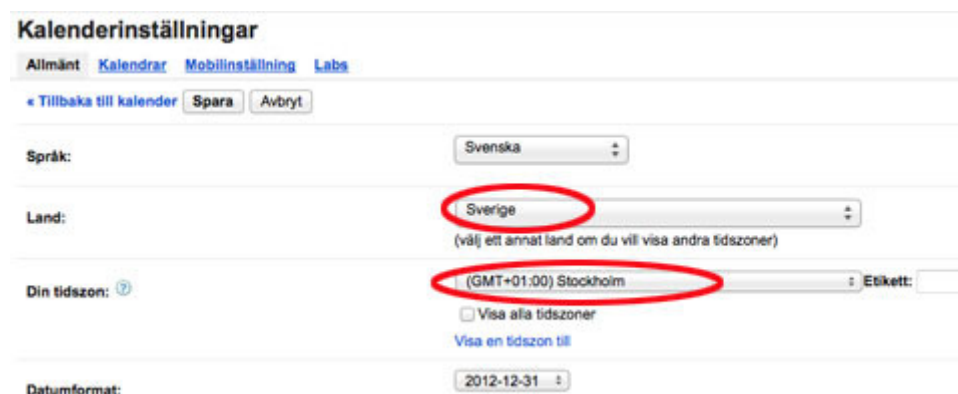 Kalenderinställningar
Allmänt Kalendrar Mobilinställning Labs
« Tillbaka till kalender Spara Avbryt
Språk: Svenska
Land: Sverige
(välj ett annat land om du vill visa andra tidszoner)
Din tidszon: ? (GMT+01:00) Stockholm Etikett:
Visa alla tidszoner
Visa en tidszon till
Datumformat: 2012-12-31